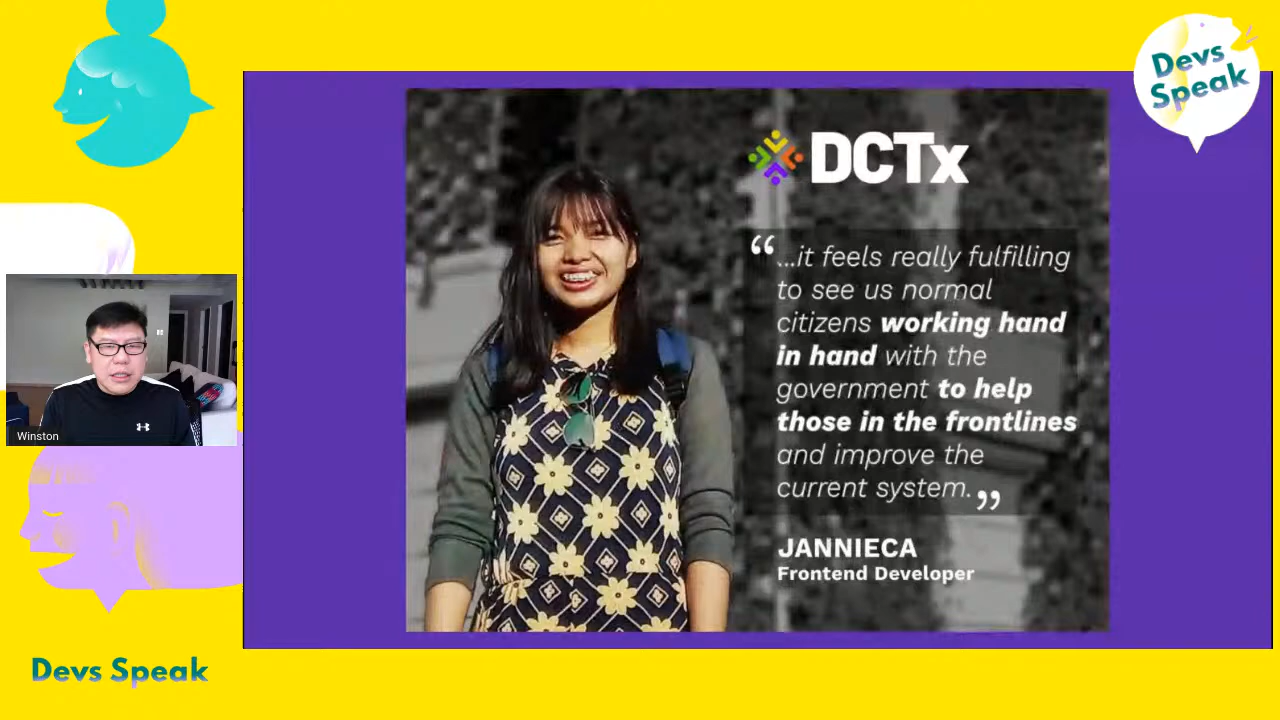 Devs
Speak
DCTx
“...it feels really fulfilling
to see us normal
citizens working hand
in hand with the
government to help
those in the frontlines
and improve the
current system.”
JANNIECA
Frontend Developer
Winston
Devs Speak